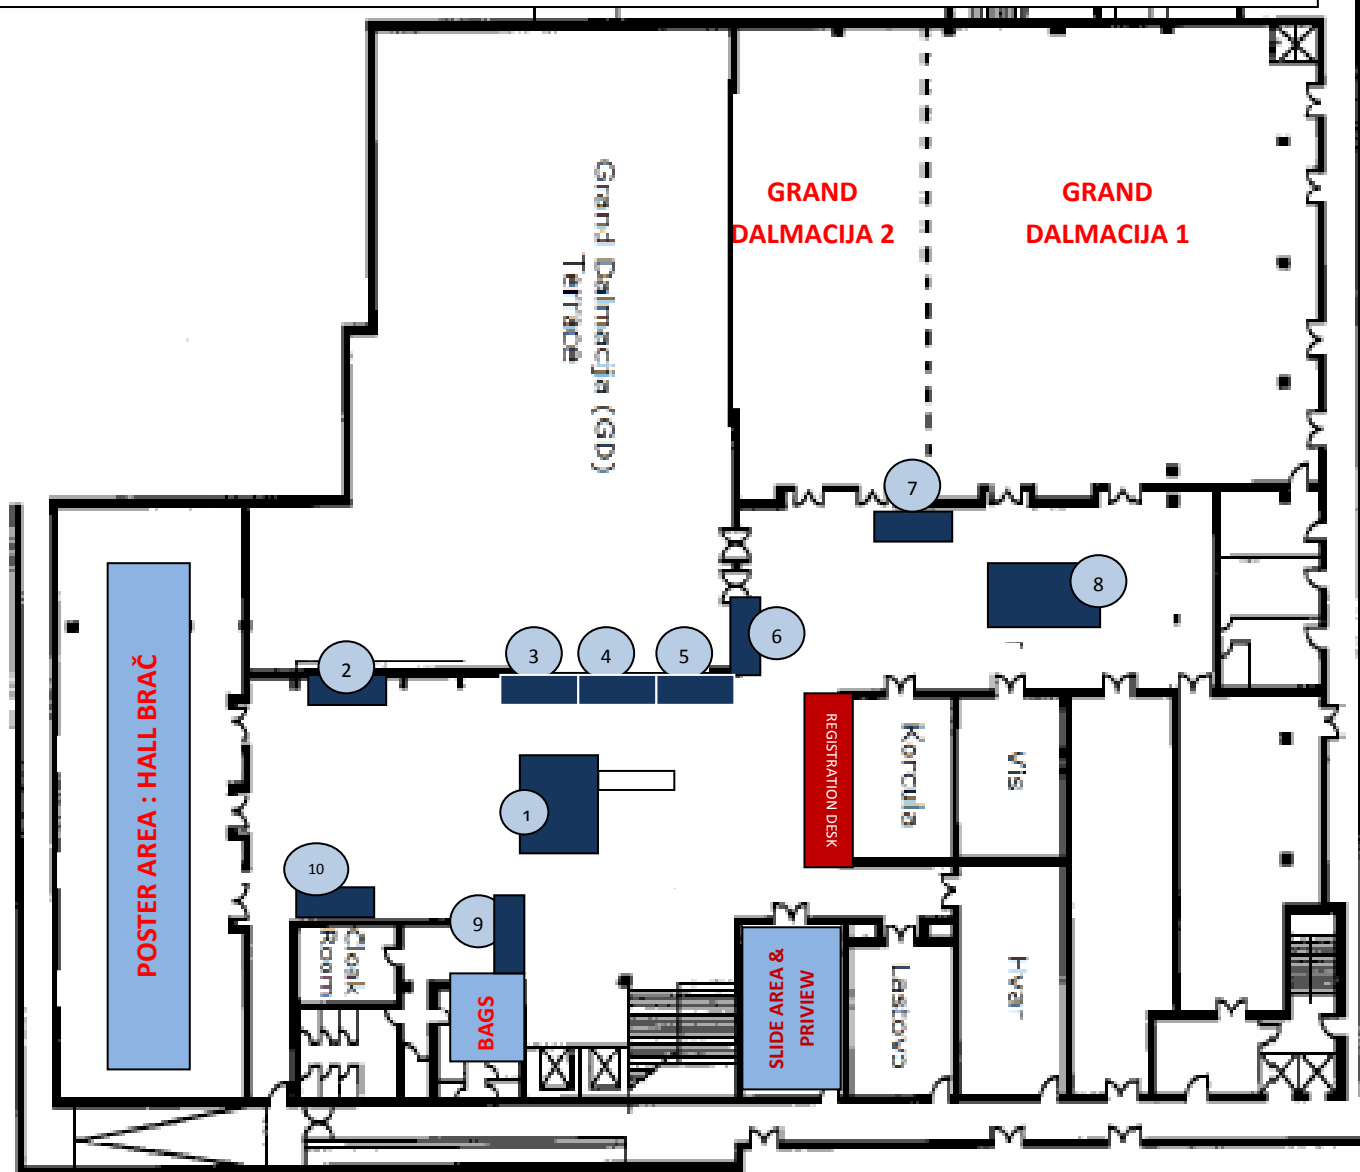 GRAND
DALMACIJA 2
GRAND
DALMACIJA 1
Grand Dalmacija (GD)
Terrace
7
8
6
3
4
5
2
POSTER AREA : HALL BRAČ
REGISTRATION DESK
Korcula
Vis
1
10
9
Cloak
Room
BAGS
SLIDE AREA &
PRIVIEW
Lastovo
Hvar